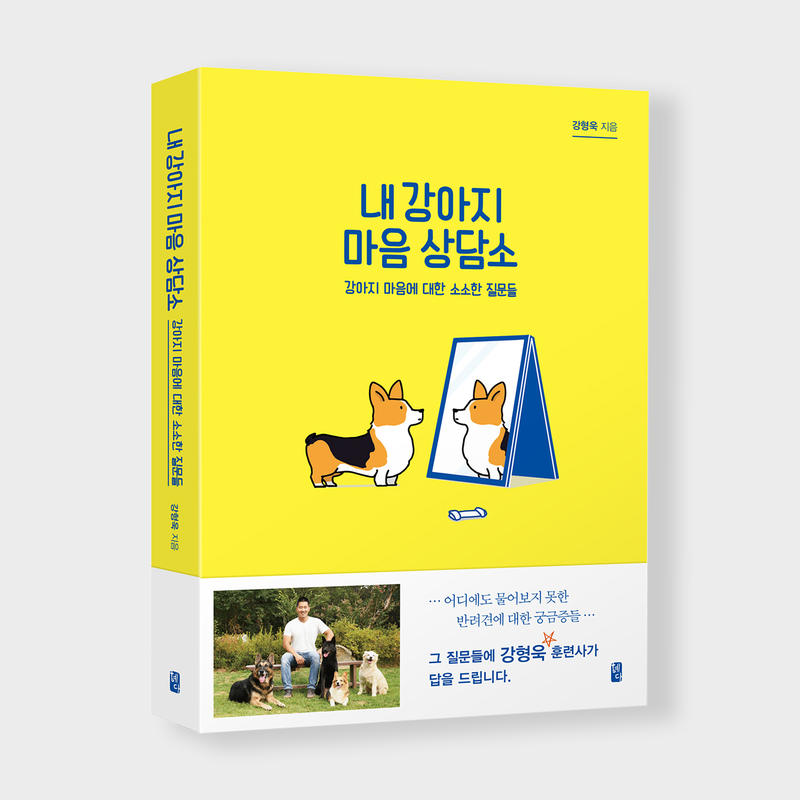 강형욱 지음
내 강아지
마음 상담소
강아지 마음에 대한 소소한 질문들
… 어디에도 물어보지 못한
반려견에 대한 궁금증들 …
그 질문들에 강형욱 훈련사가
답을 드립니다.
혜다
내 강아지 마음 상담소 강아지 마음에 대한 소소한 질문들 강형욱 지음
혜다